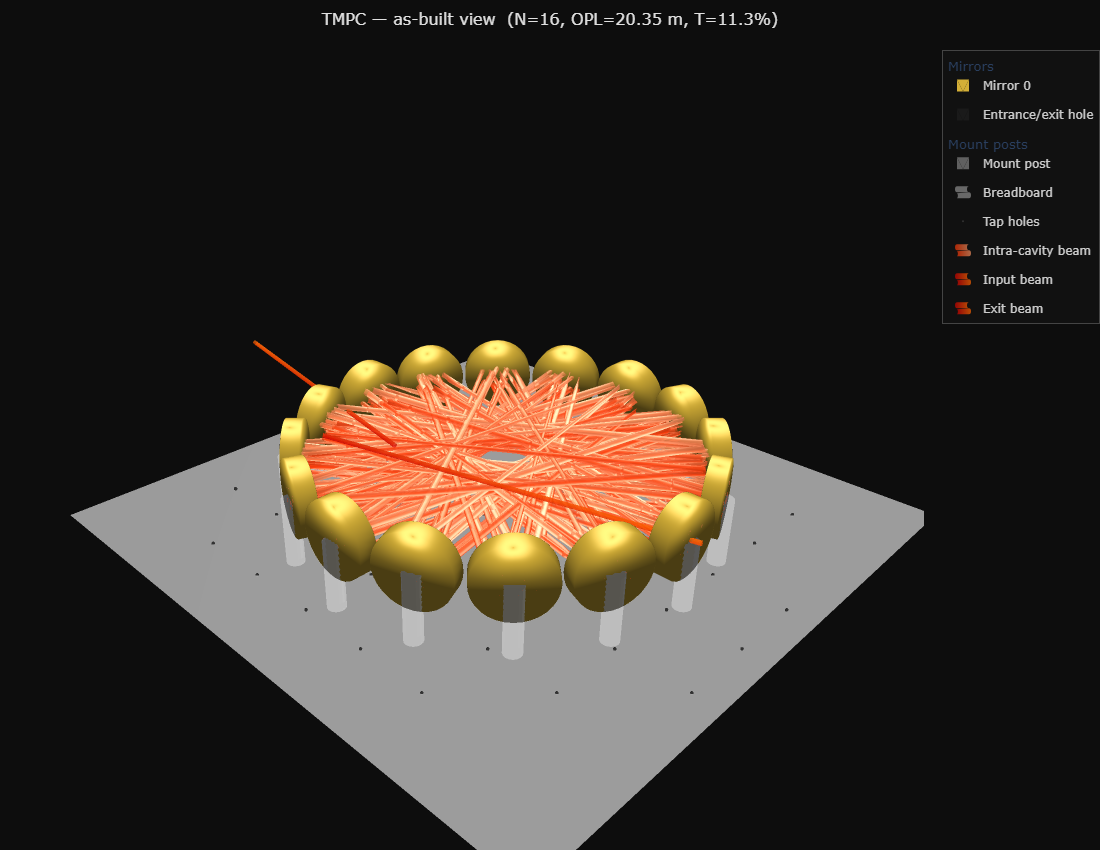 TMPC — as-built view (N=16, OPL=20.35 m, T=11.3%)
Mirrors
Mirror 0
Entrance/exit hole
Mount posts
Mount post
Breadboard
Tap holes
Intra-cavity beam
Input beam
Exit beam